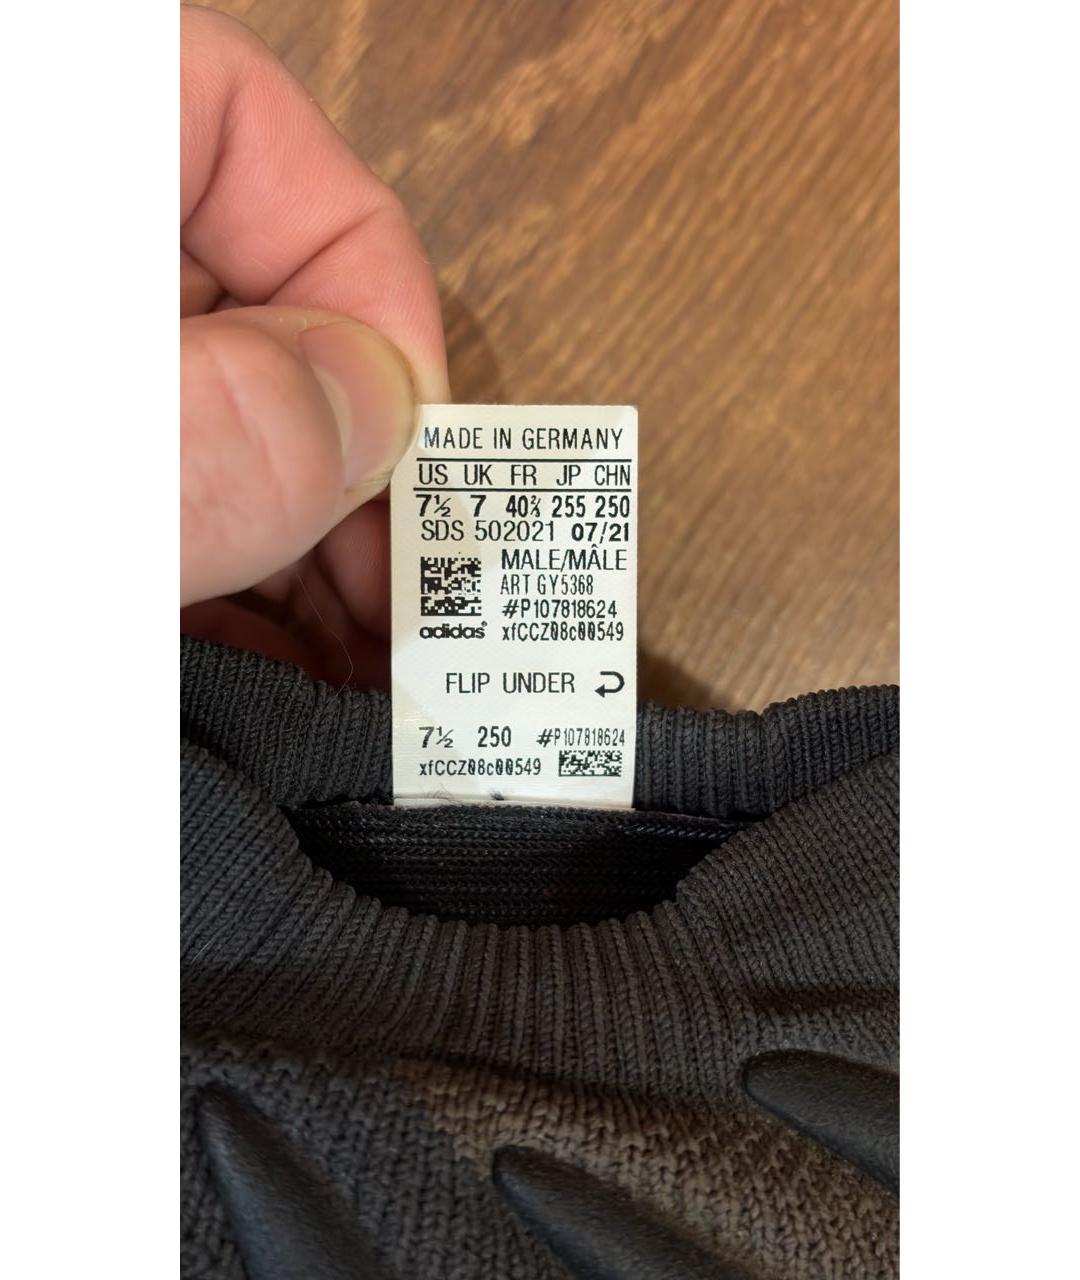 MADE IN GERMANY
US UK FR JP CHN
7½ 7 40⅔ 255 250
SDS 502021 07/21
MALE/MÂLE
ART GY5368
#P107818624
adidas® xfCCZ08c00549
FLIP UNDER
7½ 250 #P107818624
xfCCZ08c00549